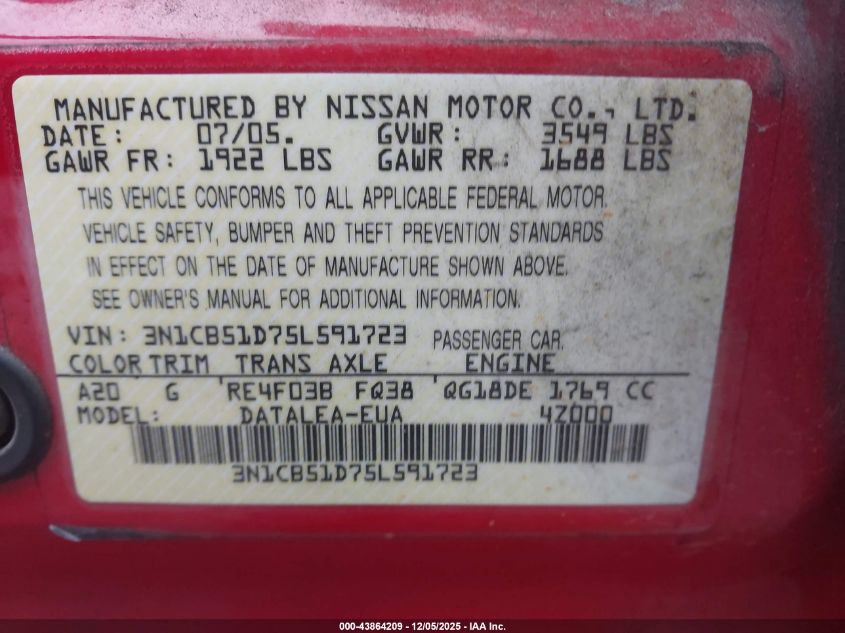 MANUFACTURED BY NISSAN MOTOR CO., LTD.
DATE: 07/05. GVWR: 3549 LBS
GAWR FR: 1922 LBS GAWR RR: 1688 LBS
THIS VEHICLE CONFORMS TO ALL APPLICABLE FEDERAL MOTOR
VEHICLE SAFETY, BUMPER AND THEFT PREVENTION STANDARDS
IN EFFECT ON THE DATE OF MANUFACTURE SHOWN ABOVE.
SEE OWNER'S MANUAL FOR ADDITIONAL INFORMATION.
VIN: 3N1CB51D75L591723 PASSENGER CAR.
COLOR TRIM TRANS AXLE ENGINE
A20 G RE4F03B FQ38 QG18DE 1769 CC
MODEL: DATALEA-EUA 4Z000
3N1CB51D75L591723
000-43864209 - 12/05/2025 - IAA Inc.